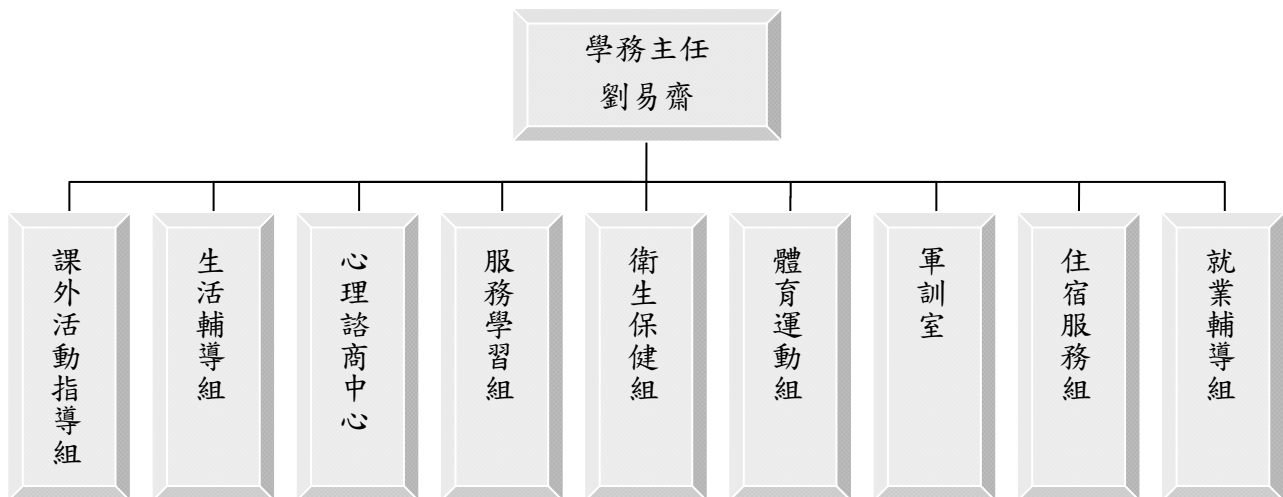 學務主任
劉易齋
課外活動指導組
生活輔導組
心理諮商中心
服務學習組
衛生保健組
體育運動組
軍訓室
住宿服務組
就業輔導組